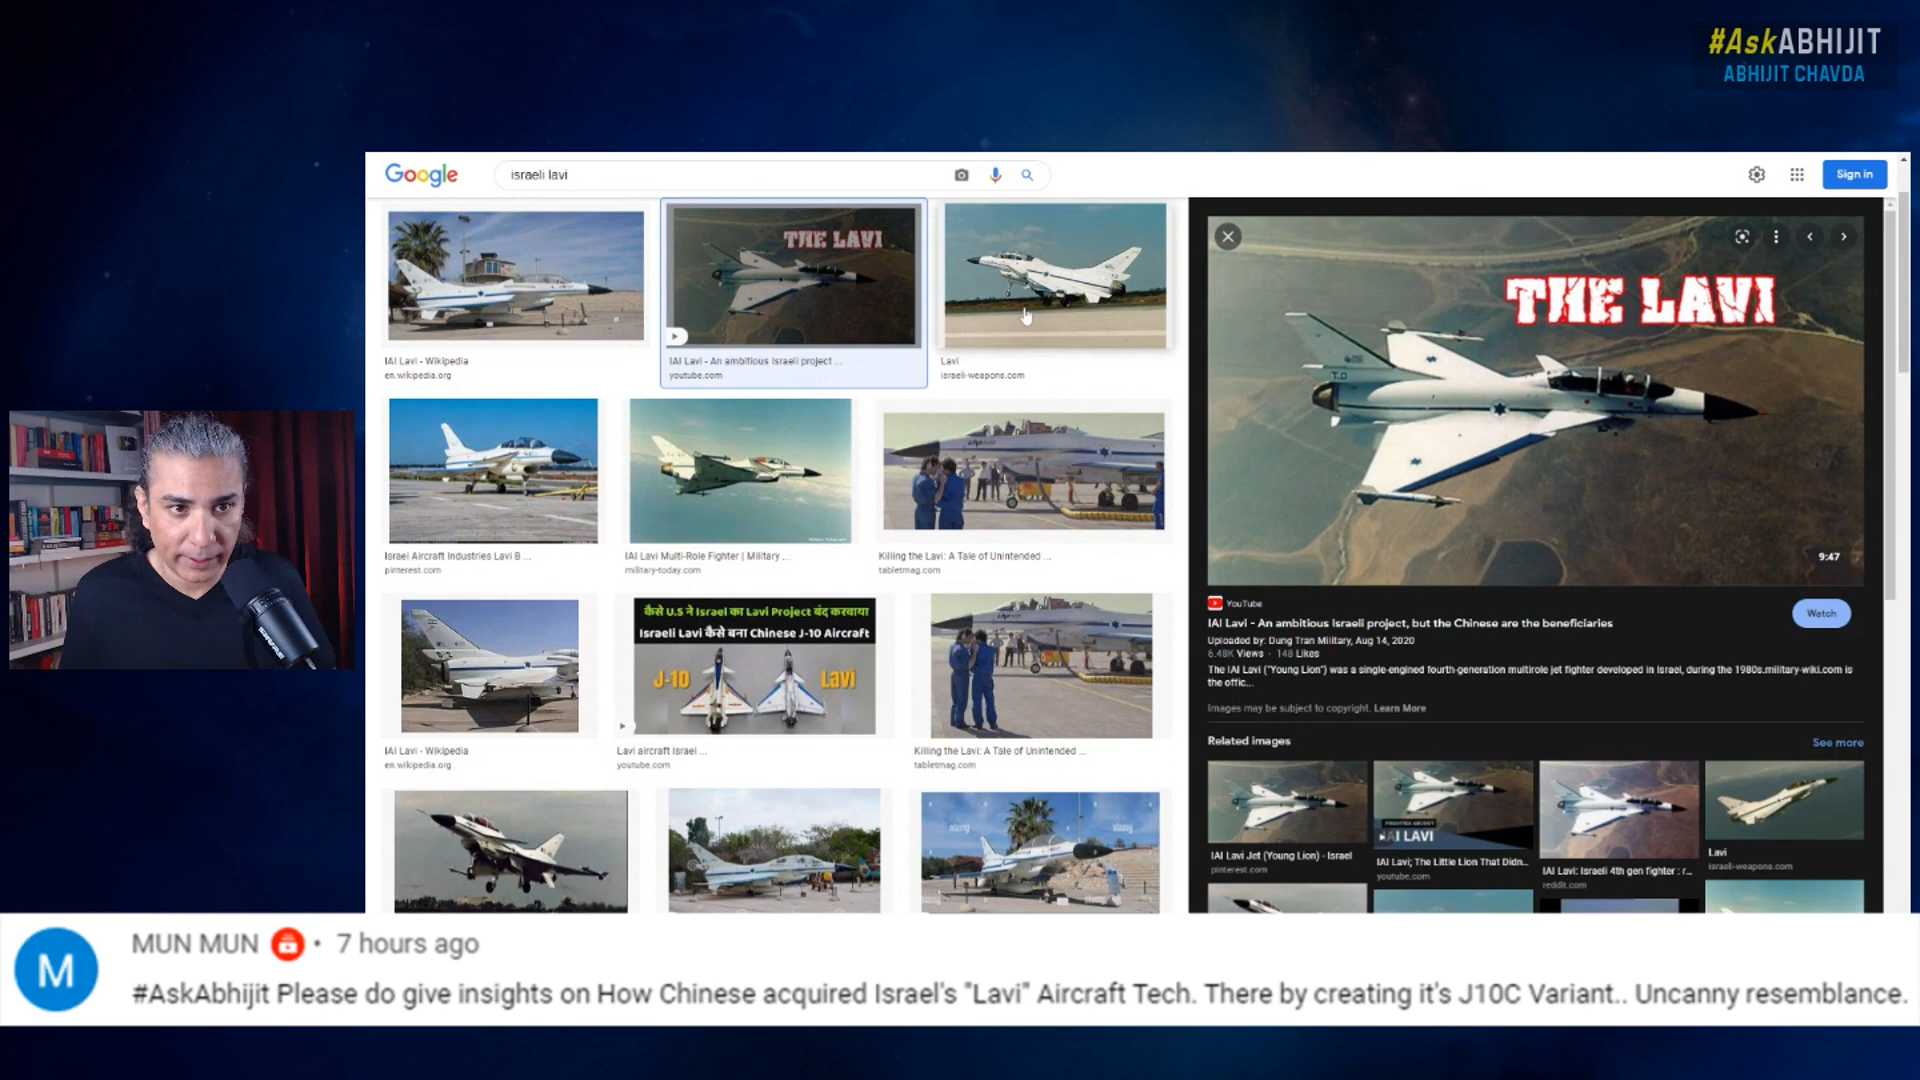 #AskABHIJIT
ABHIJIT CHAVDA
Google
israeli lavi
Sign in
THE LAVI
IAI Lavi - Wikipedia
en.wikipedia.org
IAI Lavi - An ambitious Israeli project ...
youtube.com
Lavi
israeli-weapons.com
Israel Aircraft Industries Lavi B ...
pinterest.com
IAI Lavi Multi-Role Fighter | Military ...
military-today.com
Killing the Lavi: A Tale of Unintended ...
tabletmag.com
कैसे U.S ने Israel का Lavi Project बंद करवाया
Israeli Lavi कैसे बना Chinese J-10 Aircraft
J-10
Lavi
IAI Lavi - Wikipedia
en.wikipedia.org
Lavi aircraft Israel ...
youtube.com
Killing the Lavi: A Tale of Unintended ...
tabletmag.com
THE LAVI
9:47
YouTube
IAI Lavi - An ambitious Israeli project, but the Chinese are the beneficiaries
Uploaded by: Dung Tran Military, Aug 14, 2020
6.48K Views · 148 Likes
The IAI Lavi ("Young Lion") was a single-engined fourth-generation multirole jet fighter developed in Israel, during the 1980s.military-wiki.com is
the offic...
Images may be subject to copyright. Learn More
Watch
Related images
See more
IAI Lavi Jet (Young Lion) - Israel
pinterest.com
IAI LAVI
IAI Lavi; The Little Lion That Didn...
youtube.com
IAI Lavi: Israeli 4th gen fighter : r...
reddit.com
Lavi
israeli-weapons.com
SHURE
M
MUN MUN • 7 hours ago
#AskAbhijit Please do give insights on How Chinese acquired Israel's "Lavi" Aircraft Tech. There by creating it's J10C Variant.. Uncanny resemblance.